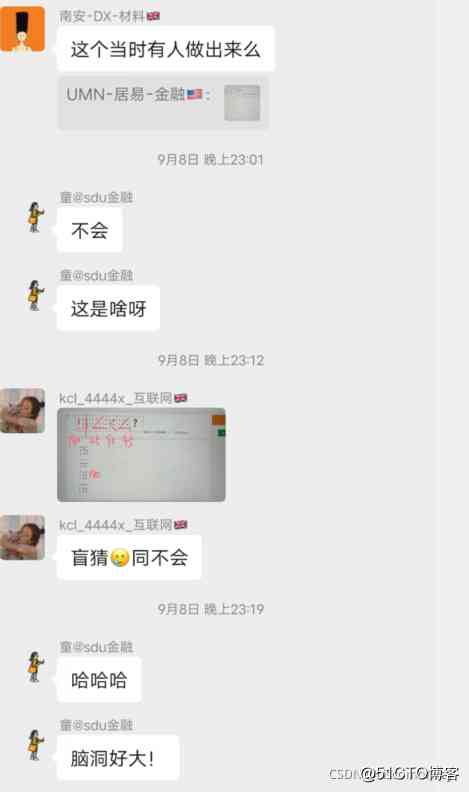 南安-DX-材料🇬🇧
这个当时有人做出来么
UMN-居易-金融🇺🇸:
9月8日 晚上23:01
童@sdu金融
不会
童@sdu金融
这是啥呀
9月8日 晚上23:12
kcl_4444x_互联网🇬🇧
?
kcl_4444x_互联网🇬🇧
盲猜🥲同不会
9月8日 晚上23:19
童@sdu金融
哈哈哈
童@sdu金融
脑洞好大!
CSDN @51CTO博客